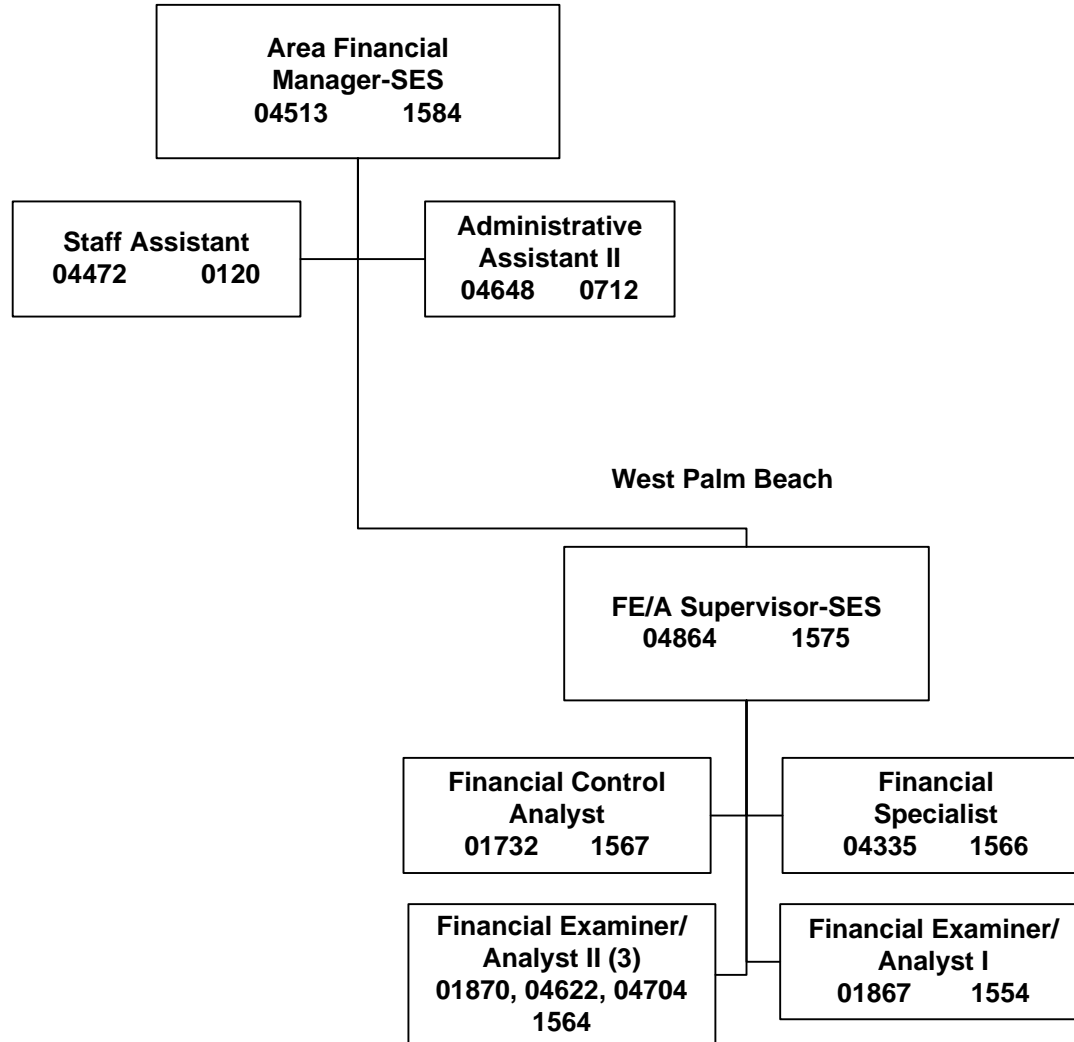 Area Financial
Manager-SES
04513 1584
Staff Assistant
04472 0120
Administrative
Assistant II
04648 0712
West Palm Beach
FE/A Supervisor-SES
04864 1575
Financial Control
Analyst
01732 1567
Financial
Specialist
04335 1566
Financial Examiner/
Analyst II (3)
01870, 04622, 04704
1564
Financial Examiner/
Analyst I
01867 1554